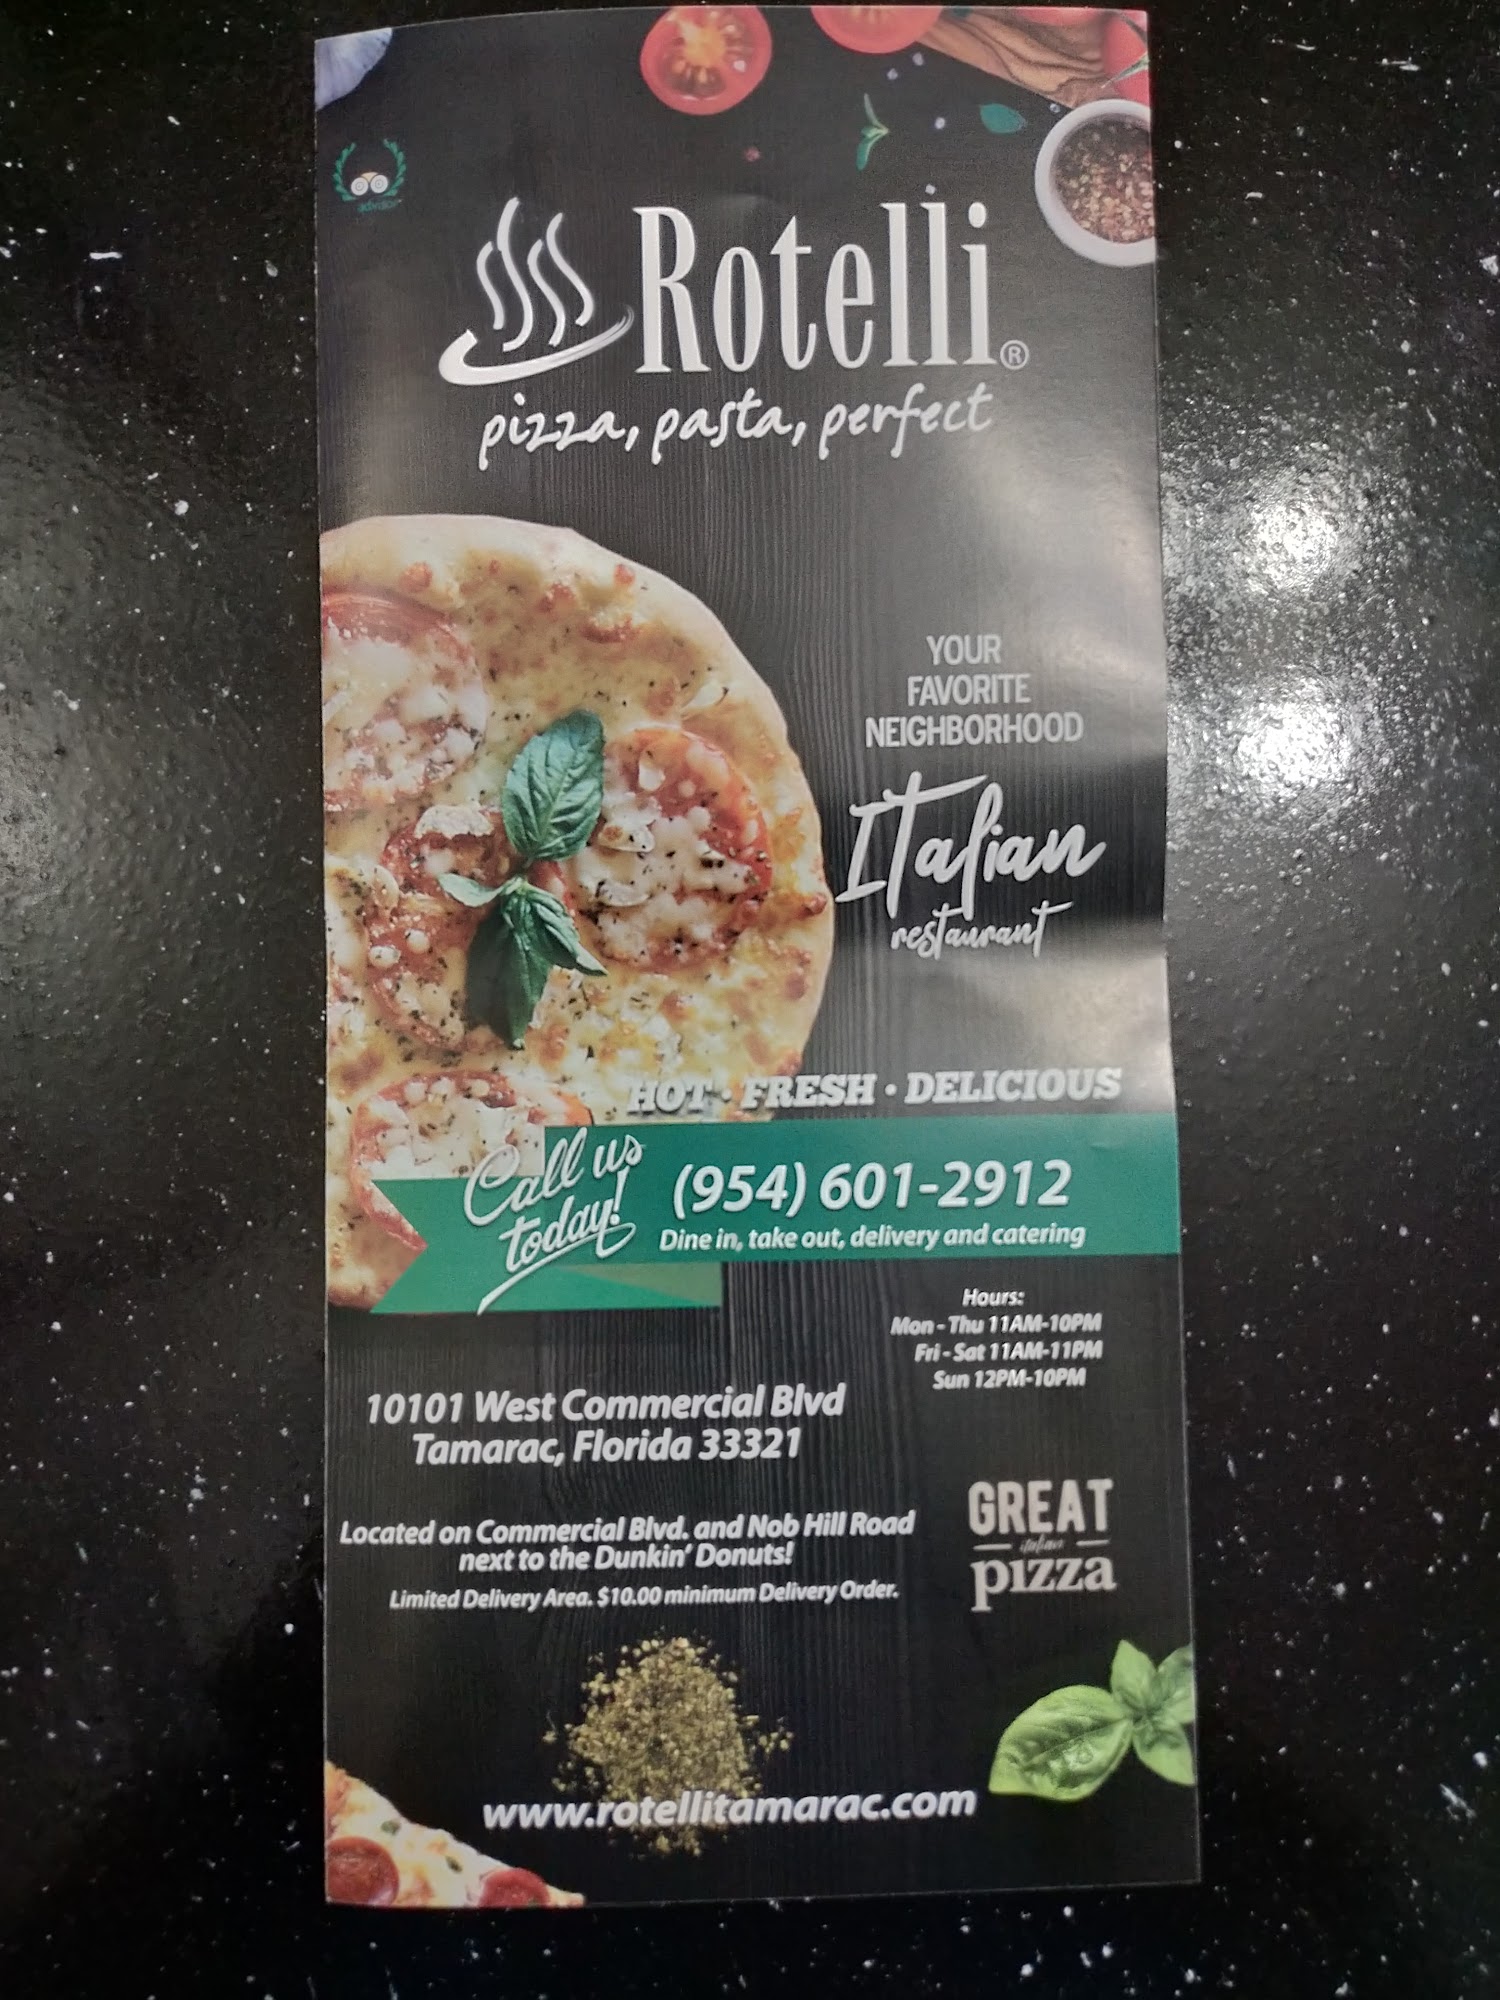 advisor
Rotelli®
pizza, pasta, perfect
YOUR
FAVORITE
NEIGHBORHOOD
Italian
restaurant
HOT • FRESH • DELICIOUS
Call us
today!
(954) 601-2912
Dine in, take out, delivery and catering
Hours:
Mon - Thu 11AM-10PM
Fri - Sat 11AM-11PM
Sun 12PM-10PM
10101 West Commercial Blvd
Tamarac, Florida 33321
Located on Commercial Blvd. and Nob Hill Road
next to the Dunkin' Donuts!
Limited Delivery Area. $10.00 minimum Delivery Order.
GREAT
italian
pizza
www.rotellitamarac.com